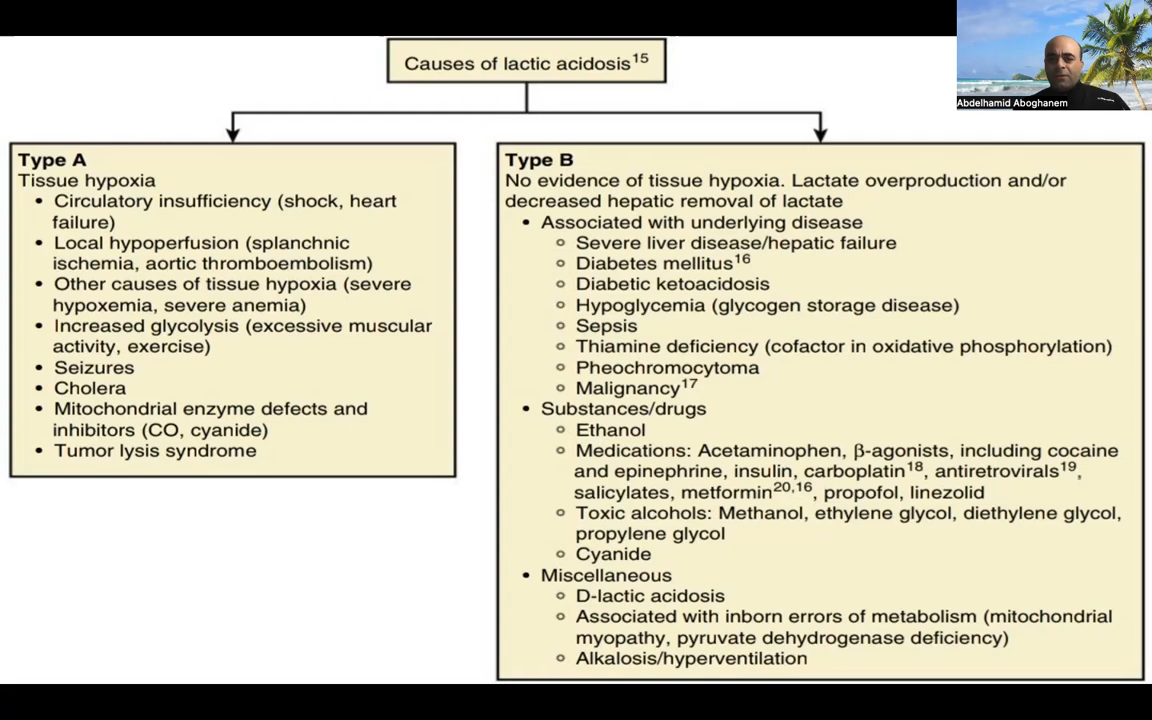 Causes of lactic acidosis15
Abdelhamid Aboghanem
Type A
Tissue hypoxia
• Circulatory insufficiency (shock, heart
failure)
• Local hypoperfusion (splanchnic
ischemia, aortic thromboembolism)
• Other causes of tissue hypoxia (severe
hypoxemia, severe anemia)
• Increased glycolysis (excessive muscular
activity, exercise)
• Seizures
• Cholera
• Mitochondrial enzyme defects and
inhibitors (CO, cyanide)
• Tumor lysis syndrome
Type B
No evidence of tissue hypoxia. Lactate overproduction and/or
decreased hepatic removal of lactate
• Associated with underlying disease
○ Severe liver disease/hepatic failure
○ Diabetes mellitus16
○ Diabetic ketoacidosis
○ Hypoglycemia (glycogen storage disease)
○ Sepsis
○ Thiamine deficiency (cofactor in oxidative phosphorylation)
○ Pheochromocytoma
○ Malignancy17
• Substances/drugs
○ Ethanol
○ Medications: Acetaminophen, β-agonists, including cocaine
and epinephrine, insulin, carboplatin18, antiretrovirals19,
salicylates, metformin20,16, propofol, linezolid
○ Toxic alcohols: Methanol, ethylene glycol, diethylene glycol,
propylene glycol
○ Cyanide
• Miscellaneous
○ D-lactic acidosis
○ Associated with inborn errors of metabolism (mitochondrial
myopathy, pyruvate dehydrogenase deficiency)
○ Alkalosis/hyperventilation